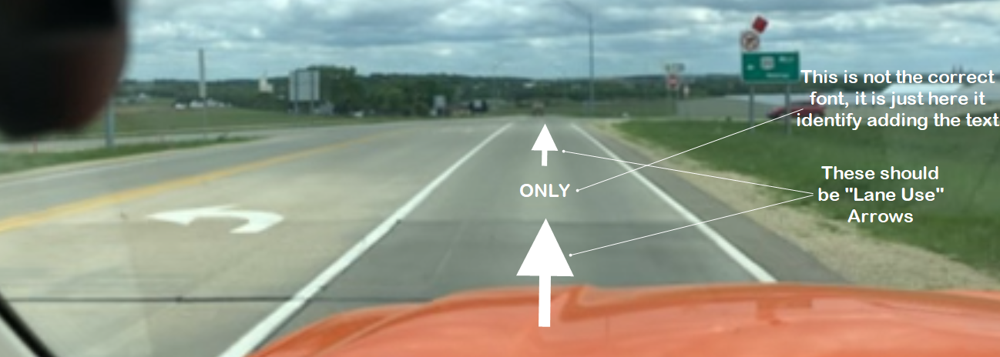 This is not the correct
font, it is just here it
identify adding the text
ONLY
These should
be "Lane Use"
Arrows